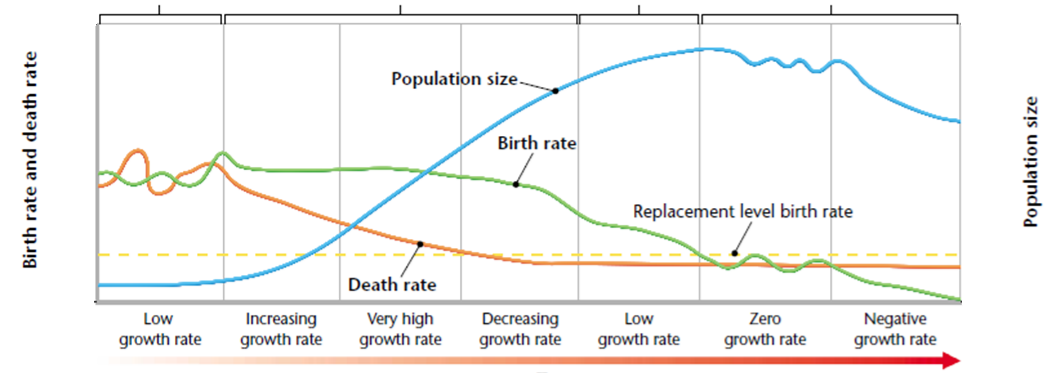 Birth rate and death rate
Population size
Population size
Birth rate
Replacement level birth rate
Death rate
Low
growth rate
Increasing
growth rate
Very high
growth rate
Decreasing
growth rate
Low
growth rate
Zero
growth rate
Negative
growth rate